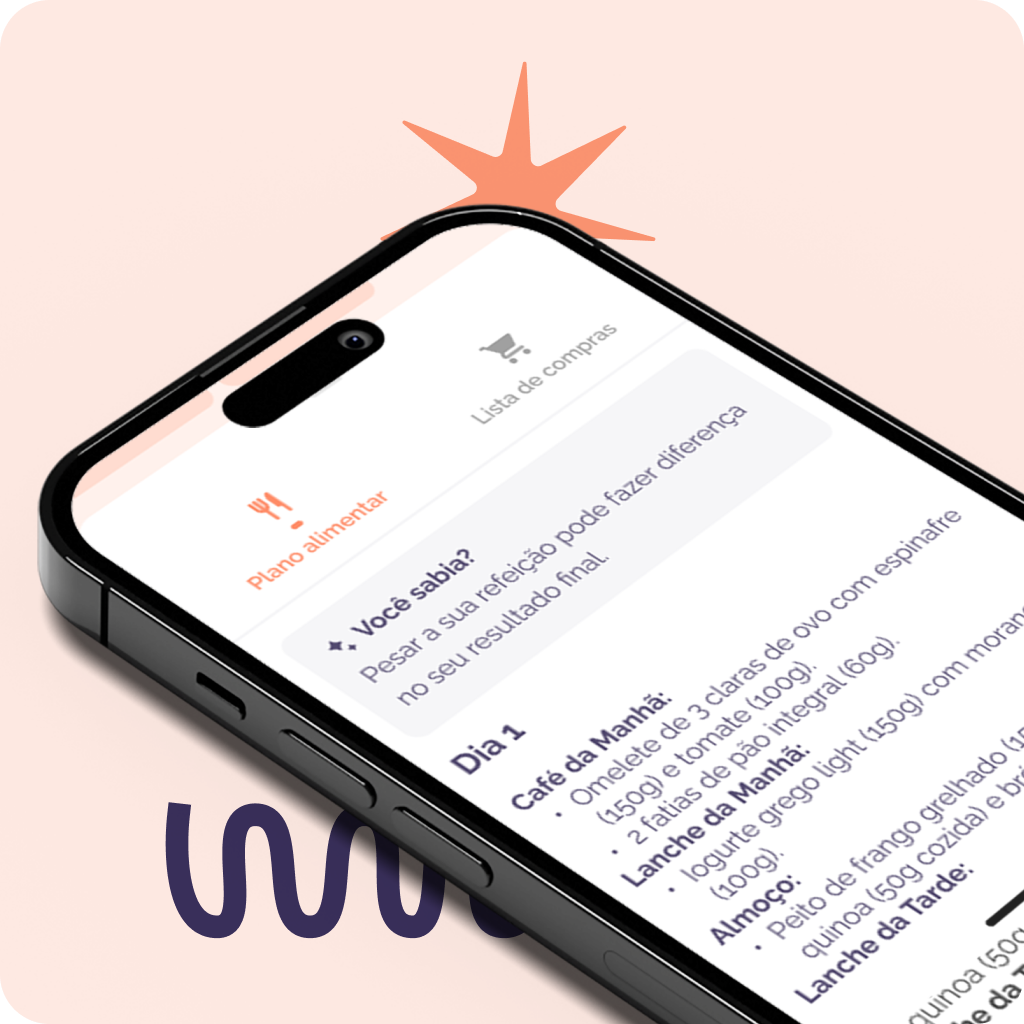 Plano alimentar
Lista de compras
Você sabia?
Pesar a sua refeição pode fazer diferença
no seu resultado final.
Dia 1
Café da Manhã:
• Omelete de 3 claras de ovo com espinafre
(150g) e tomate (100g).
• 2 fatias de pão integral (60g).
Lanche da Manhã:
• Iogurte grego light (150g) com
(100g).
Almoço:
• Peito de frango grelhado
quinoa (50g cozida) e
Lanche da Tarde:
quinoa (50g